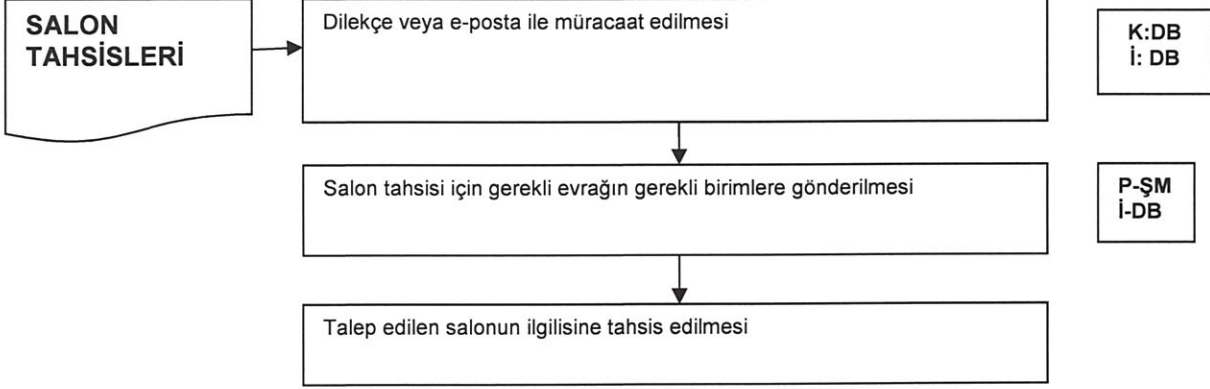 SALON
TAHSİSLERİ
Dilekçe veya e-posta ile müracaat edilmesi
K:DB
İ: DB
Salon tahsisi için gerekli evrağın gerekli birimlere gönderilmesi
P-ŞM
İ-DB
Talep edilen salonun ilgilisine tahsis edilmesi